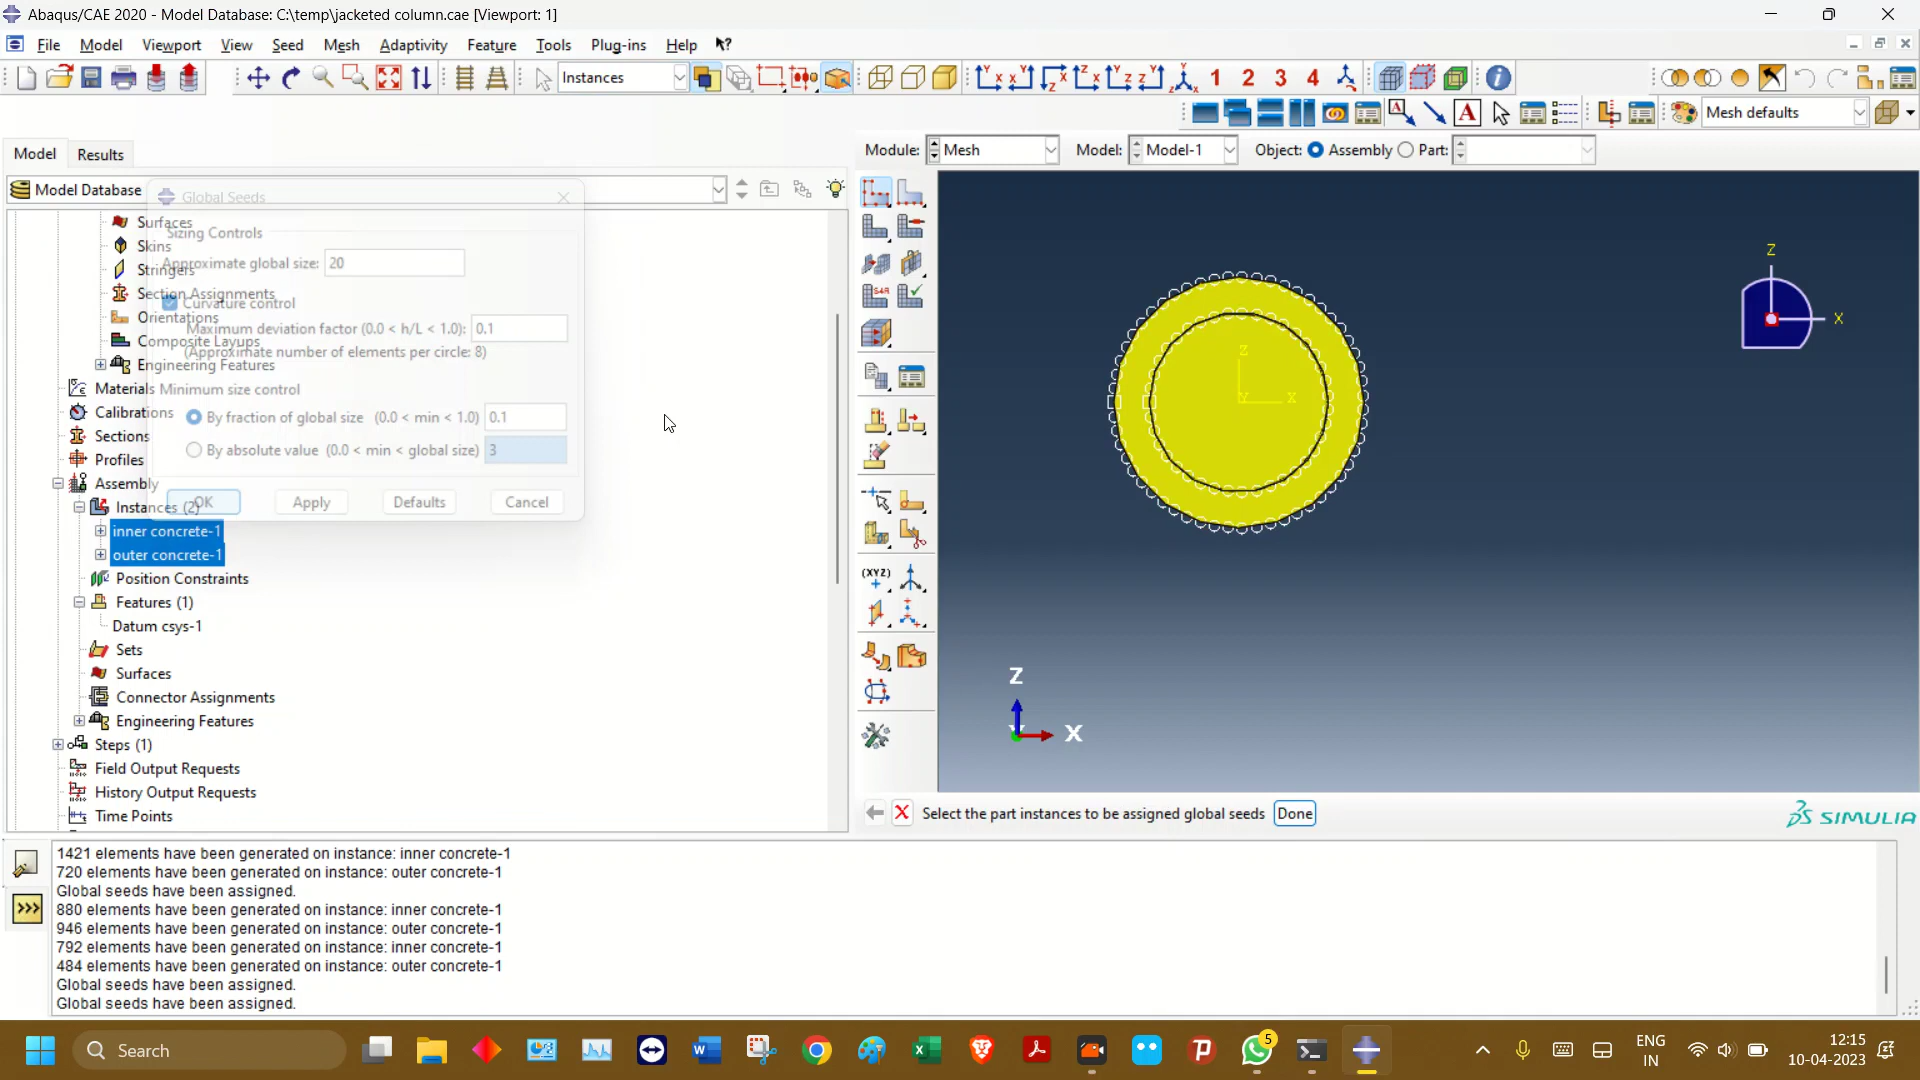 Abaqus/CAE 2020 - Model Database: C:\temp\jacketed column.cae [Viewport: 1]
File Model Viewport View Seed Mesh Adaptivity Feature Tools Plug-ins Help
Instances
1 2 3 4
Mesh defaults
Model Results
Module: Mesh Model: Model-1 Object: Assembly Part:
Model Database
Global Seeds
Surfaces
Sizing Controls
Skins
Approximate global size: 20
Stringers
Section Assignments
Curvature control
Orientations
Maximum deviation factor (0.0 < h/L < 1.0): 0.1
Composite Layups
(Approximate number of elements per circle: 8)
Engineering Features
Materials
Minimum size control
Calibrations
By fraction of global size (0.0 < min < 1.0) 0.1
Sections
By absolute value (0.0 < min < global size) 3
Profiles
Assembly
OK Apply Defaults Cancel
Instances (2)
inner concrete-1
outer concrete-1
Position Constraints
Features (1)
Datum csys-1
Sets
Surfaces
Connector Assignments
Engineering Features
Steps (1)
Field Output Requests
History Output Requests
Time Points
S4R
(XYZ)
Z
X
Y
Z
X
Z
X
Select the part instances to be assigned global seeds Done
SIMULIA
1421 elements have been generated on instance: inner concrete-1
720 elements have been generated on instance: outer concrete-1
Global seeds have been assigned.
880 elements have been generated on instance: inner concrete-1
946 elements have been generated on instance: outer concrete-1
792 elements have been generated on instance: inner concrete-1
484 elements have been generated on instance: outer concrete-1
Global seeds have been assigned.
Global seeds have been assigned.
Search
5
ENG
IN
12:15
10-04-2023